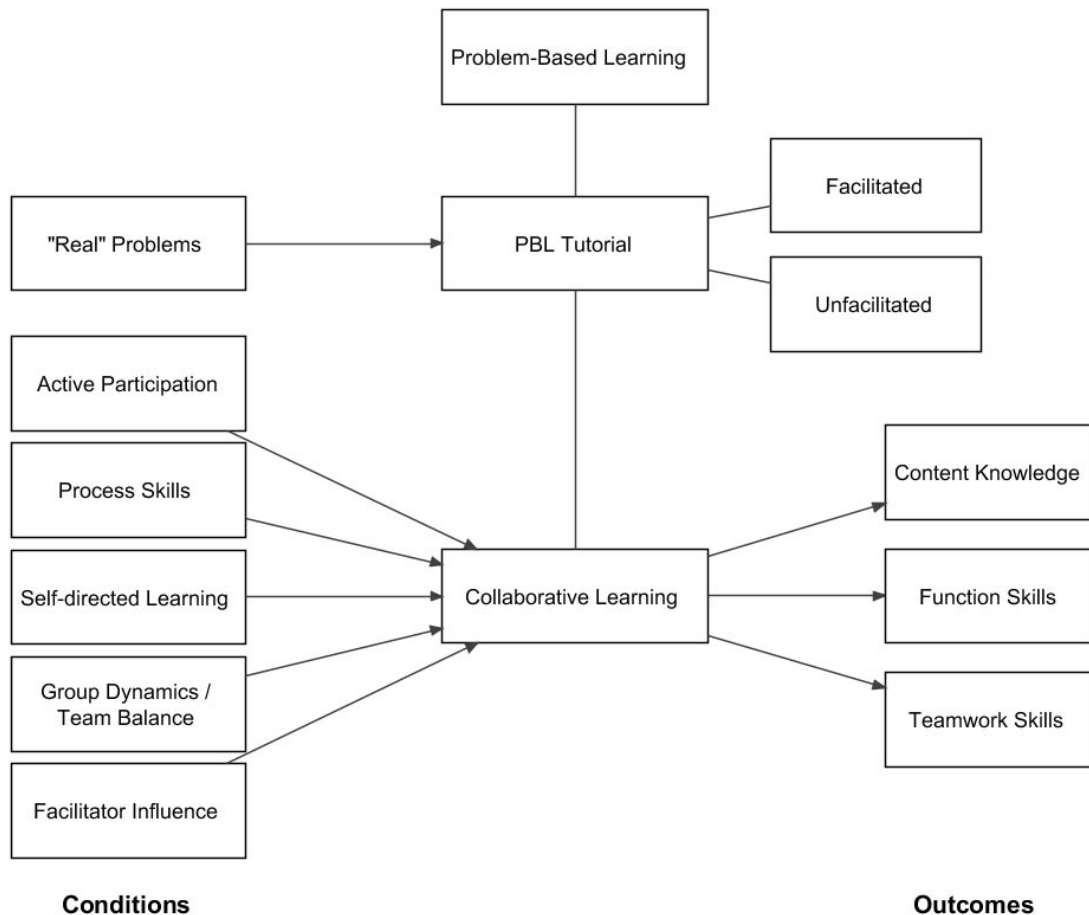 Problem-Based Learning
Facilitated
"Real" Problems
PBL Tutorial
Unfacilitated
Active Participation
Content Knowledge
Process Skills
Self-directed Learning
Collaborative Learning
Function Skills
Group Dynamics /
Team Balance
Teamwork Skills
Facilitator Influence
Conditions
Outcomes